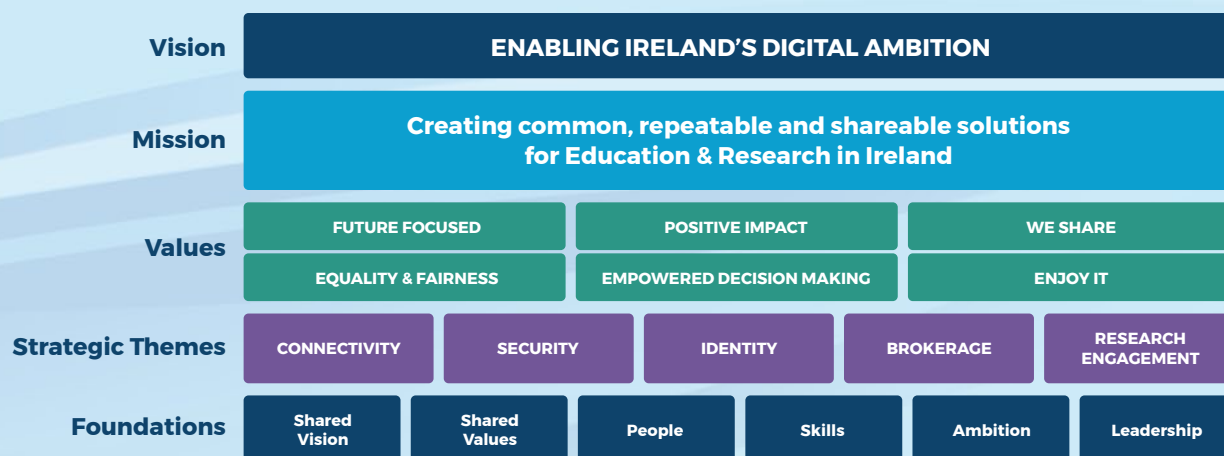 Vision
ENABLING IRELAND’S DIGITAL AMBITION
Mission
Creating common, repeatable and shareable solutions
for Education & Research in Ireland
Values
FUTURE FOCUSED
POSITIVE IMPACT
WE SHARE
EQUALITY & FAIRNESS
EMPOWERED DECISION MAKING
ENJOY IT
Strategic Themes
CONNECTIVITY
SECURITY
IDENTITY
BROKERAGE
RESEARCH
ENGAGEMENT
Foundations
Shared
Vision
Shared
Values
People
Skills
Ambition
Leadership